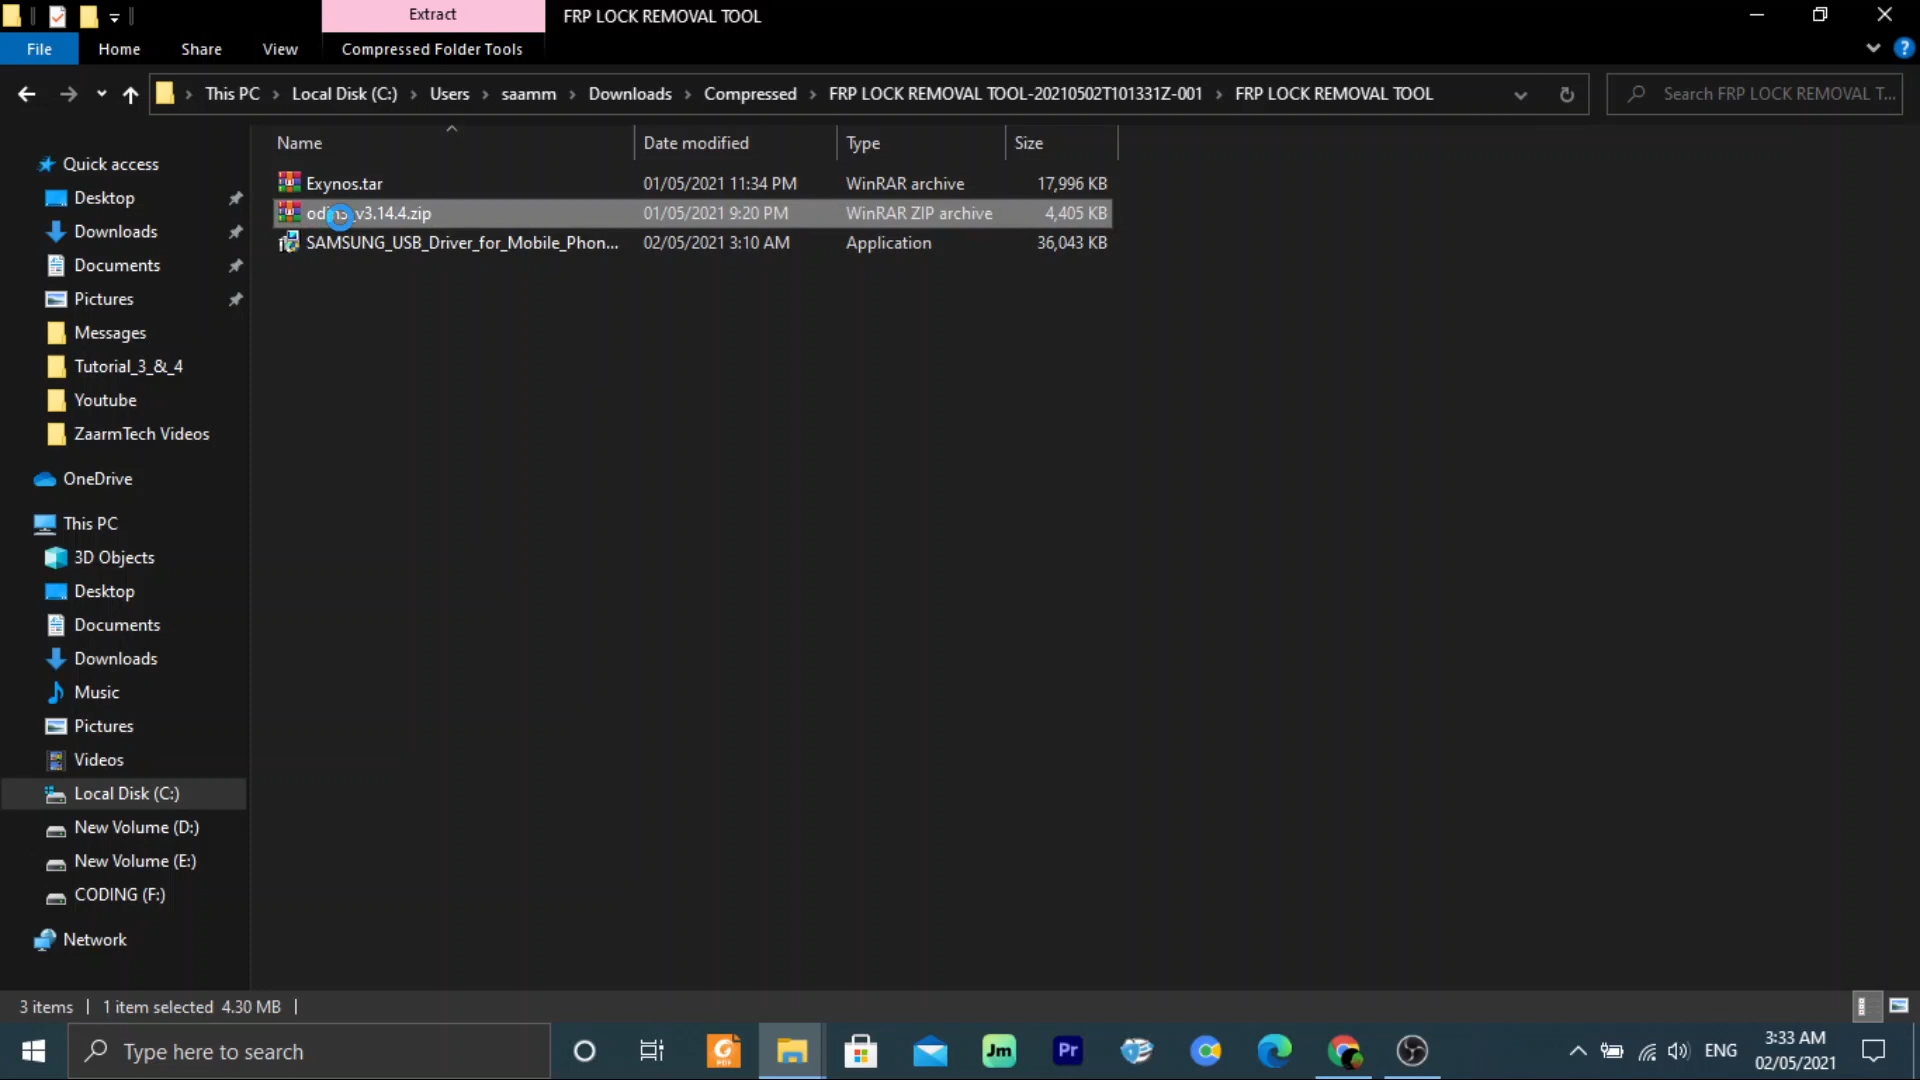 Extract
FRP LOCK REMOVAL TOOL
File
Home
Share
View
Compressed Folder Tools
This PC
Local Disk (C:)
Users
saamm
Downloads
Compressed
FRP LOCK REMOVAL TOOL-20210502T101331Z-001
FRP LOCK REMOVAL TOOL
Search FRP LOCK REMOVAL T...
Name
Date modified
Type
Size
Exynos.tar
01/05/2021 11:34 PM
WinRAR archive
17,996 KB
odin3_v3.14.4.zip
01/05/2021 9:20 PM
WinRAR ZIP archive
4,405 KB
SAMSUNG_USB_Driver_for_Mobile_Phon...
02/05/2021 3:10 AM
Application
36,043 KB
Quick access
Desktop
Downloads
Documents
Pictures
Messages
Tutorial_3_&_4
Youtube
ZaarmTech Videos
OneDrive
This PC
3D Objects
Desktop
Documents
Downloads
Music
Pictures
Videos
Local Disk (C:)
New Volume (D:)
New Volume (E:)
CODING (F:)
Network
3 items
1 item selected 4.30 MB
Type here to search
PDF
Jm
Pr
ENG
3:33 AM
02/05/2021